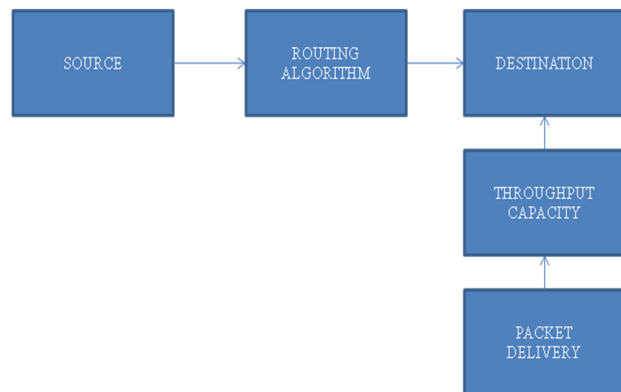 SOURCE
ROUTING
ALGORITHM
DESTINATION
THROUGHPUT
CAPACITY
PACKET
DELIVERY